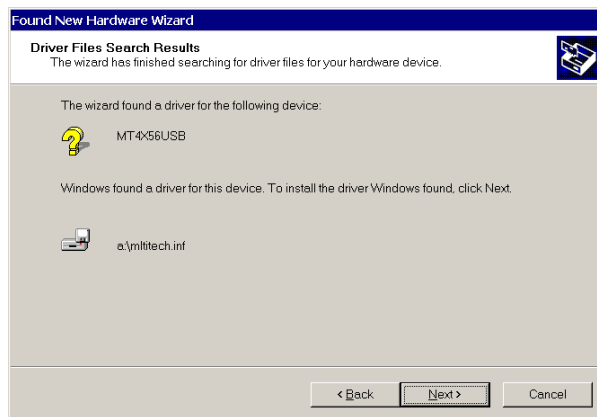 Found New Hardware Wizard
Driver Files Search Results
The wizard has finished searching for driver files for your hardware device.
The wizard found a driver for the following device:
MT4X56USB
Windows found a driver for this device. To install the driver Windows found, click Next.
a:\mltitech.inf
< Back Next > Cancel